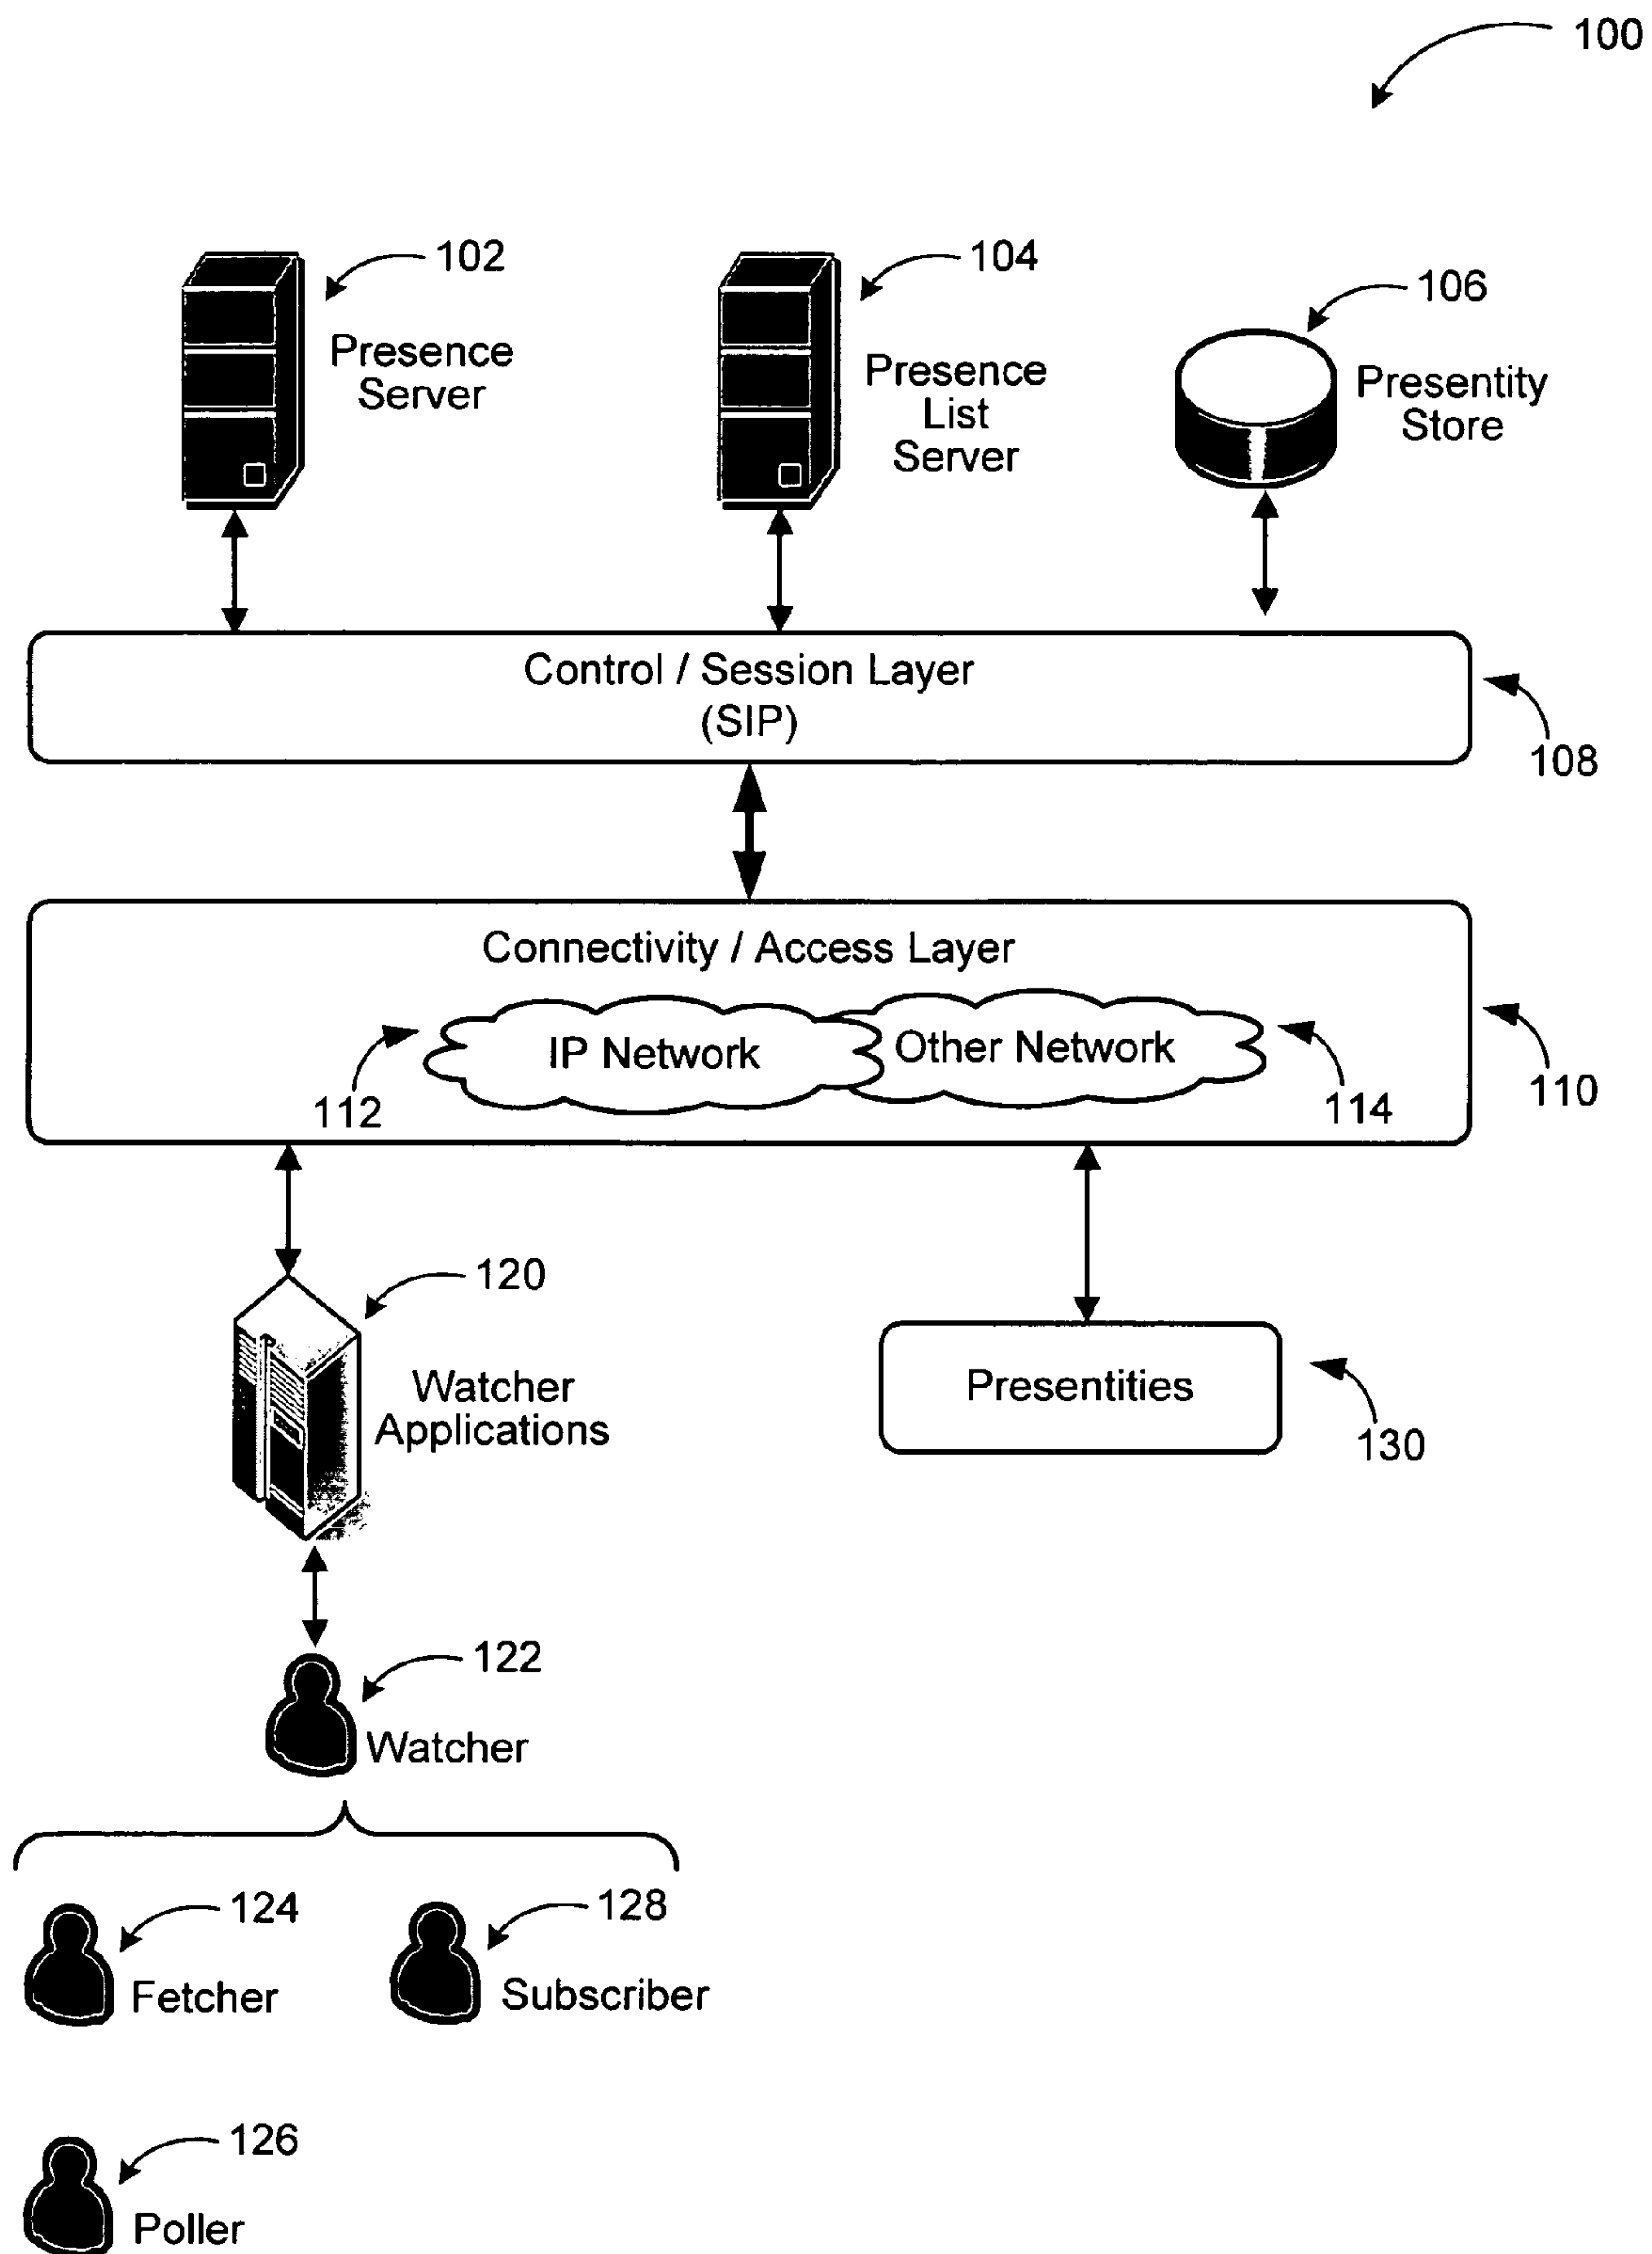 100
102
Presence
Server
104
Presence
List
Server
106
Presentity
Store
Control / Session Layer
(SIP)
108
Connectivity / Access Layer
IP Network
Other Network
112
114
110
120
Watcher
Applications
Presentities
130
122
Watcher
124
Fetcher
128
Subscriber
126
Poller